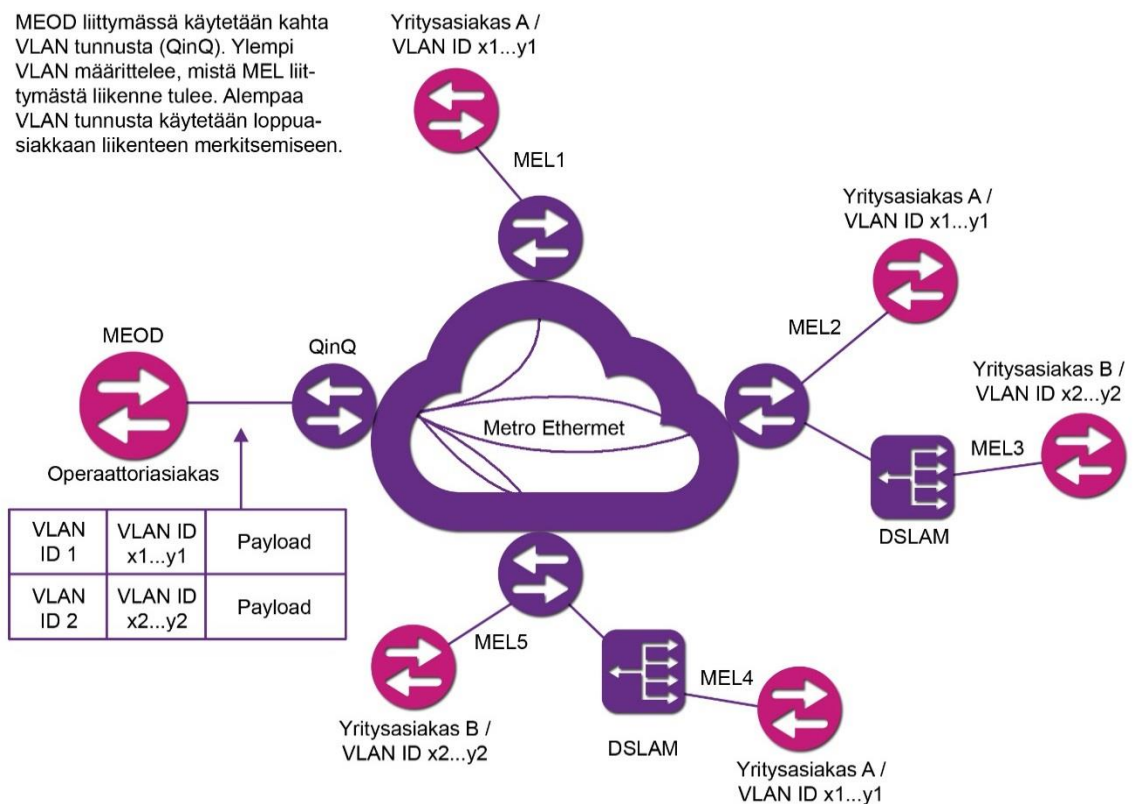 MEOD liittymässä käytetään kahta
VLAN tunnusta (QinQ). Ylempi
VLAN määrittelee, mistä MEL liit-
tymästä liikenne tulee. Alempaa
VLAN tunnusta käytetään loppua-
siakkaan liikenteen merkitsemiseen.
Yritysasiakas A /
VLAN ID x1...y1
MEL1
Yritysasiakas A /
VLAN ID x1...y1
MEL2
MEOD
QinQ
Yritysasiakas B /
VLAN ID x2...y2
Metro Ethermet
MEL3
Operaattoriasiakas
DSLAM
VLAN
ID 1
VLAN ID
x1...y1
Payload
VLAN
ID 2
VLAN ID
x2...y2
Payload
MEL5
MEL4
Yritysasiakas B /
VLAN ID x2...y2
DSLAM
Yritysasiakas A /
VLAN ID x1...y1